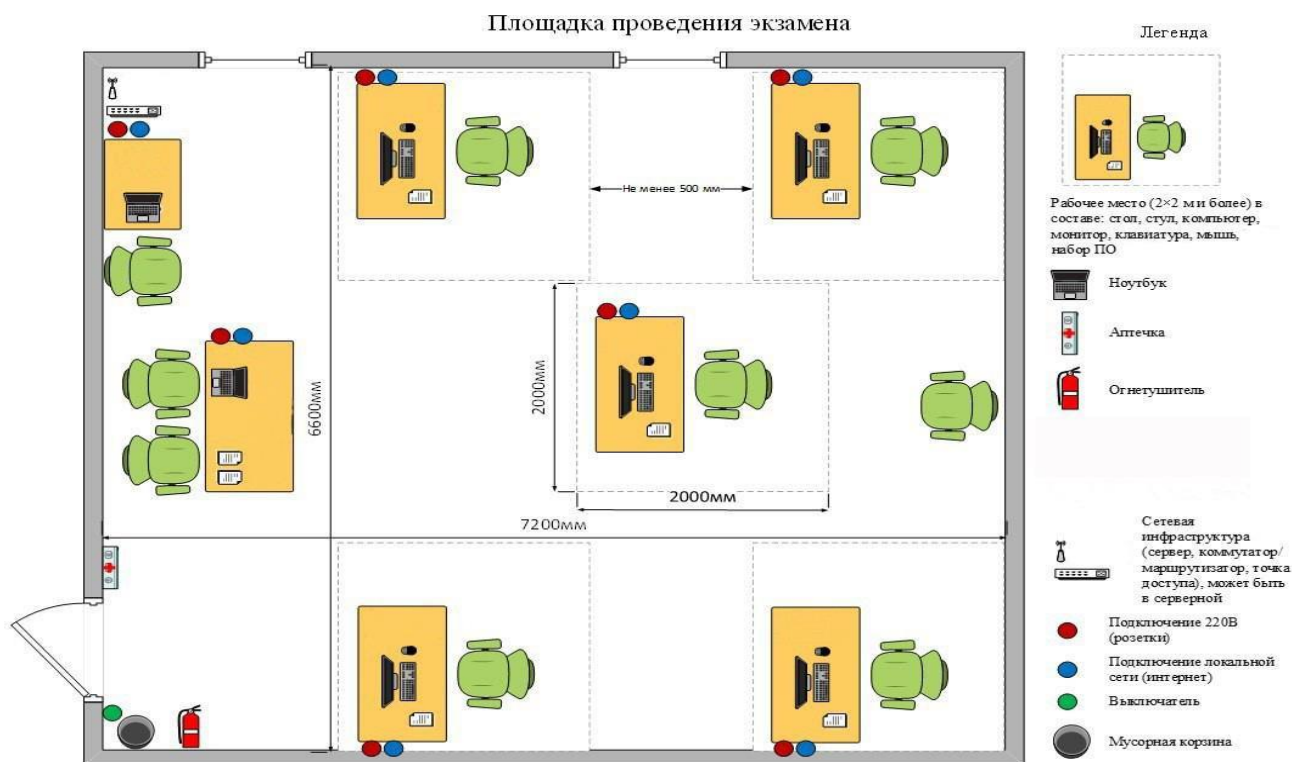 Площадка проведения экзамена
Не менее 500 мм
6600мм
2000мм
2000мм
7200мм
Легенда
Рабочее место (2×2 м и более) в
составе: стол, стул, компьютер,
монитор, клавиатура, мышь,
набор ПО
Ноутбук
Аптечка
Огнетушитель
Сетевая
инфраструктура
(сервер, коммутатор/
маршрутизатор, точка
доступа), может быть
в серверной
Подключение 220В
(розетки)
Подключение локальной
сети (интернет)
Выключатель
Мусорная корзина